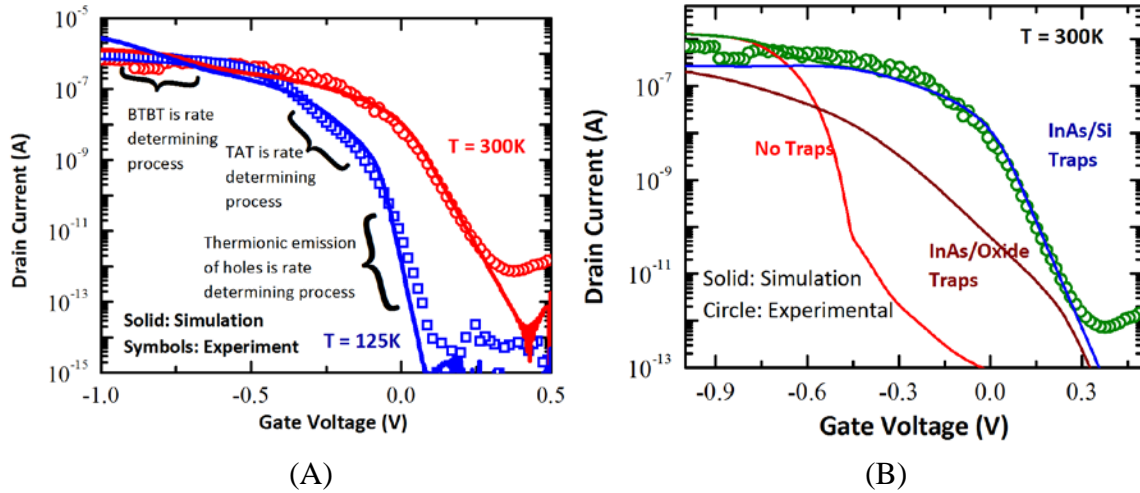 10⁻⁵
10⁻⁷
10⁻⁹
10⁻¹¹
10⁻¹³
10⁻¹⁵
Drain Current (A)
BTBT is rate
determining
process
TAT is rate
determining
process
Thermionic emission
of holes is rate
determining process
T = 300K
Solid: Simulation
Symbols: Experiment
T = 125K
-1.0 -0.5 0.0 0.5
Gate Voltage (V)
(A)
10⁻⁷
10⁻⁹
10⁻¹¹
10⁻¹³
Drain Current (A)
T = 300K
InAs/Si
Traps
No Traps
InAs/Oxide
Traps
Solid: Simulation
Circle: Experimental
-0.9 -0.6 -0.3 0.0 0.3
Gate Voltage (V)
(B)